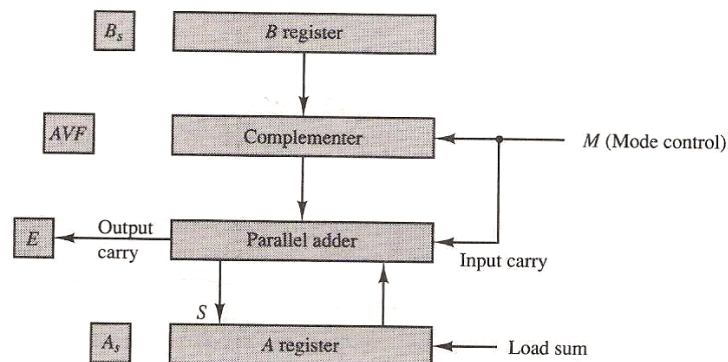 B_s
B register
AVF
Complementer
M (Mode control)
E
Output
carry
Parallel adder
Input carry
S
A_s
A register
Load sum